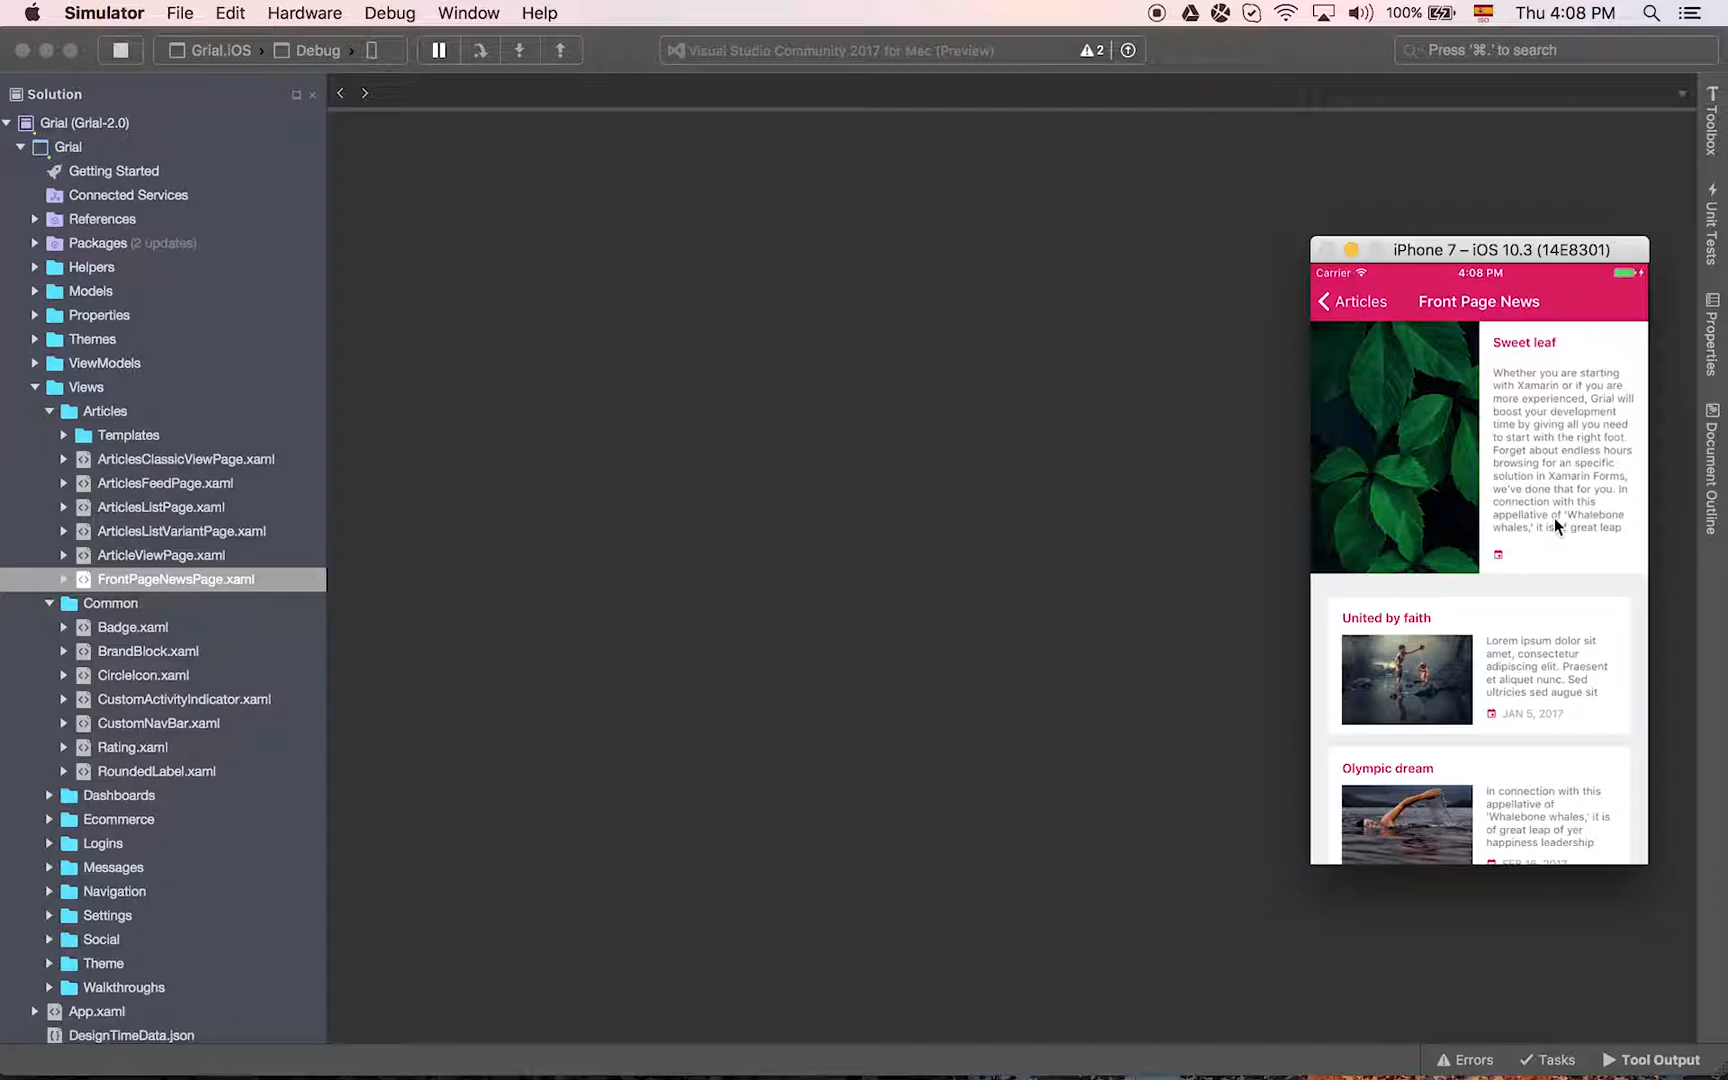 Simulator File Edit Hardware Debug Window Help 100% ISO Thu 4:08 PM
Grial.iOS > Debug > Visual Studio Community 2017 for Mac (Preview) 2 Press '⌘.' to search
Solution
Grial (Grial-2.0)
Grial
Getting Started
Connected Services
References
Packages (2 updates)
Helpers
Models
Properties
Themes
ViewModels
Views
Articles
Templates
ArticlesClassicViewPage.xaml
ArticlesFeedPage.xaml
ArticlesListPage.xaml
ArticlesListVariantPage.xaml
ArticleViewPage.xaml
FrontPageNewsPage.xaml
Common
Badge.xaml
BrandBlock.xaml
CircleIcon.xaml
CustomActivityIndicator.xaml
CustomNavBar.xaml
Rating.xaml
RoundedLabel.xaml
Dashboards
Ecommerce
Logins
Messages
Navigation
Settings
Social
Theme
Walkthroughs
App.xaml
DesignTimeData.json
iPhone 7 – iOS 10.3 (14E8301)
Carrier 4:08 PM
Articles Front Page News
Sweet leaf
Whether you are starting
with Xamarin or if you are
more experienced, Grial will
boost your development
time by giving all you need
to start with the right foot.
Forget about endless hours
browsing for an specific
solution in Xamarin Forms,
we've done that for you. In
connection with this
appellative of 'Whalebone
whales,' it is great leap
United by faith
Lorem ipsum dolor sit
amet, consectetur
adipiscing elit. Praesent
et aliquet nunc. Sed
ultricies sed augue sit
JAN 5, 2017
Olympic dream
In connection with this
appellative of
'Whalebone whales,' it is
of great leap of yer
happiness leadership
FEB 16, 2017
Toolbox
Unit Tests
Properties
Document Outline
Errors Tasks Tool Output